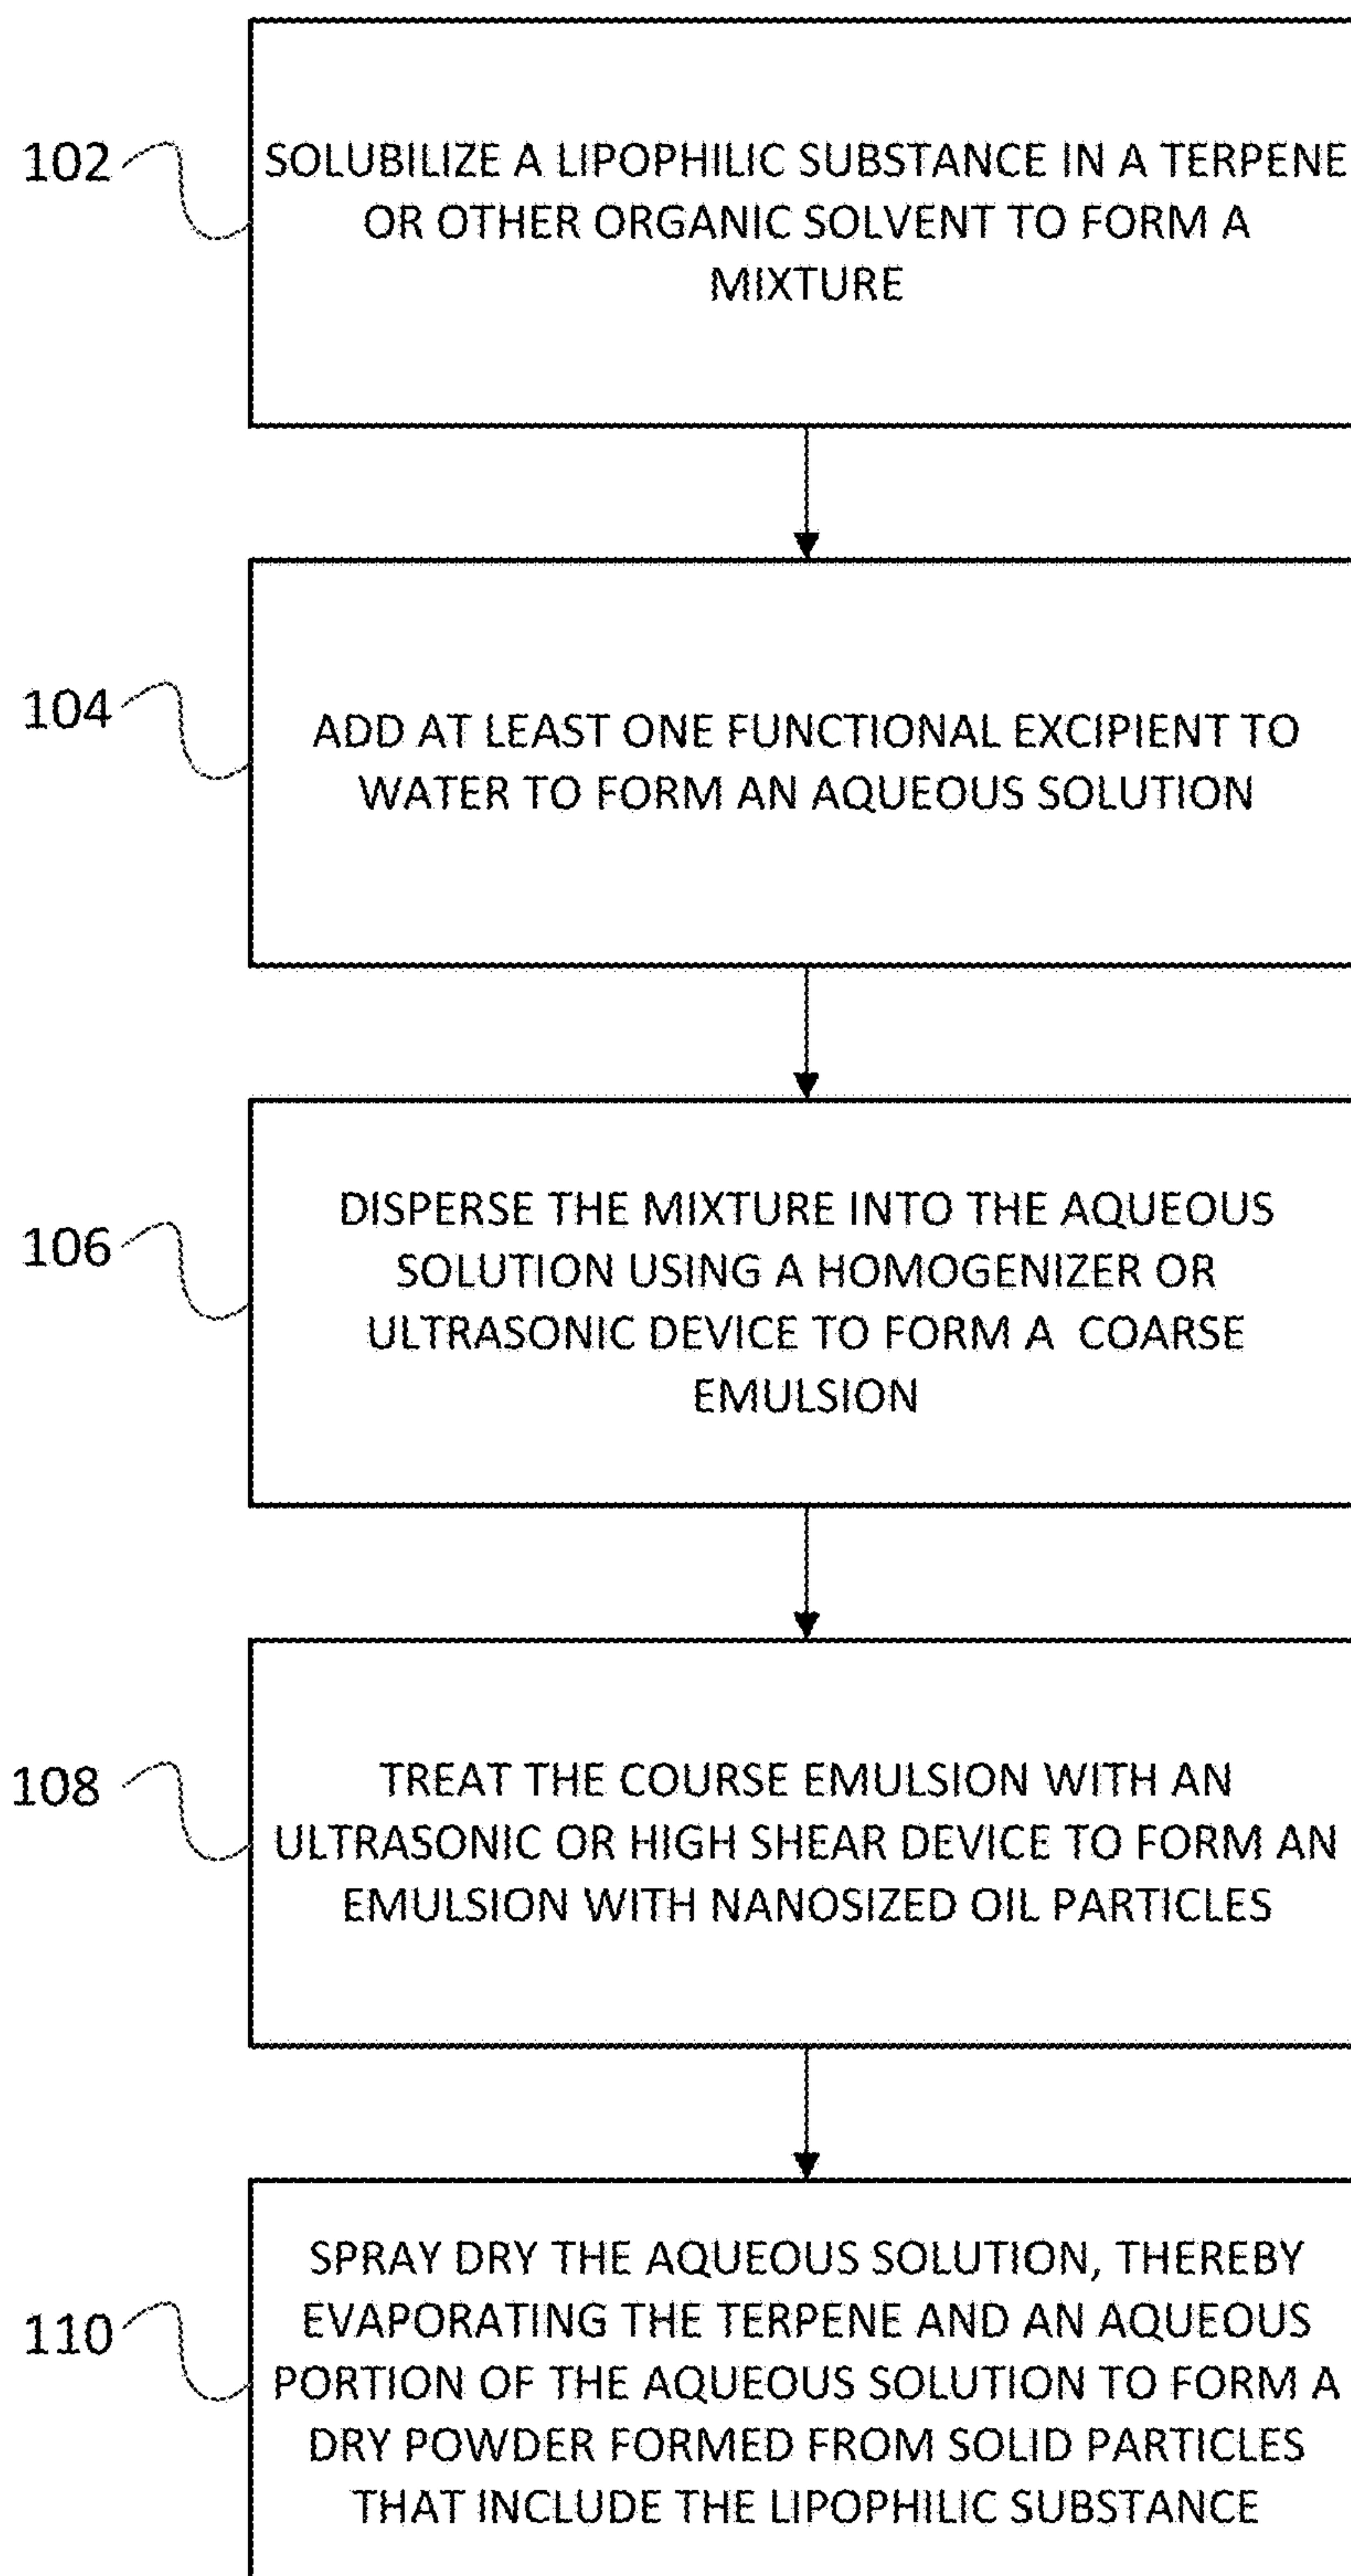 102
SOLUBILIZE A LIPOPHILIC SUBSTANCE IN A TERPENE
OR OTHER ORGANIC SOLVENT TO FORM A
MIXTURE
104
ADD AT LEAST ONE FUNCTIONAL EXCIPIENT TO
WATER TO FORM AN AQUEOUS SOLUTION
106
DISPERSE THE MIXTURE INTO THE AQUEOUS
SOLUTION USING A HOMOGENIZER OR
ULTRASONIC DEVICE TO FORM A COARSE
EMULSION
108
TREAT THE COURSE EMULSION WITH AN
ULTRASONIC OR HIGH SHEAR DEVICE TO FORM AN
EMULSION WITH NANOSIZED OIL PARTICLES
110
SPRAY DRY THE AQUEOUS SOLUTION, THEREBY
EVAPORATING THE TERPENE AND AN AQUEOUS
PORTION OF THE AQUEOUS SOLUTION TO FORM A
DRY POWDER FORMED FROM SOLID PARTICLES
THAT INCLUDE THE LIPOPHILIC SUBSTANCE